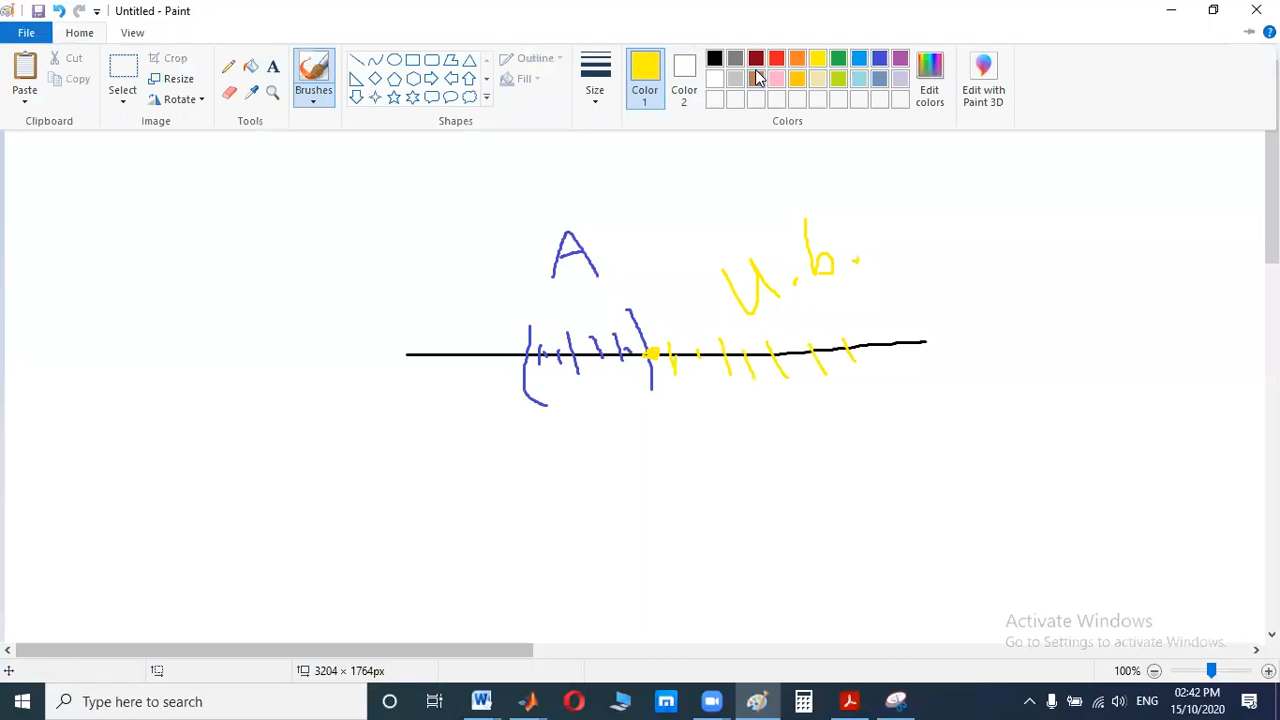 Untitled - Paint
File Home View
Paste Cut Copy Clipboard
Select Crop Resize Rotate Image
Tools
Brushes
Outline Fill Shapes
Size
Color 1 Color 2 Edit colors Edit with Paint 3D Colors
A
U.b.
Activate Windows
Go to Settings to activate Windows.
3204 × 1764px 100%
Type here to search
ENG 02:42 PM
15/10/2020